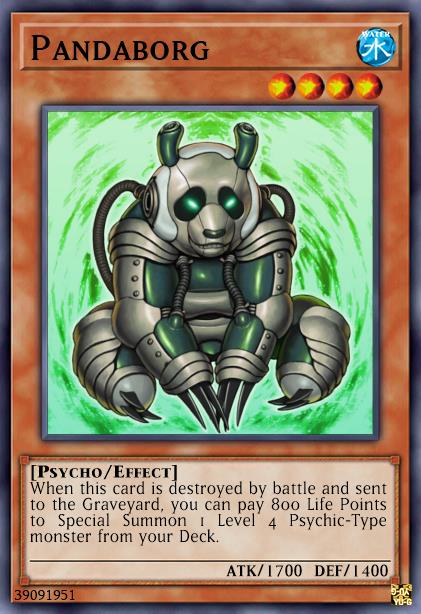 PANDABORG
WATER
水
[PSYCHO/EFFECT]
When this card is destroyed by battle and sent
to the Graveyard, you can pay 800 Life Points
to Special Summon 1 Level 4 Psychic-Type
monster from your Deck.
ATK/1700 DEF/1400
39091951